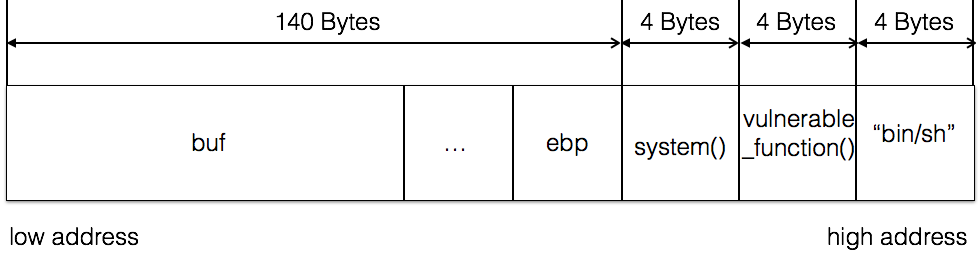 140 Bytes 4 Bytes 4 Bytes 4 Bytes
buf … ebp system() vulnerable
_function() “bin/sh”
low address high address